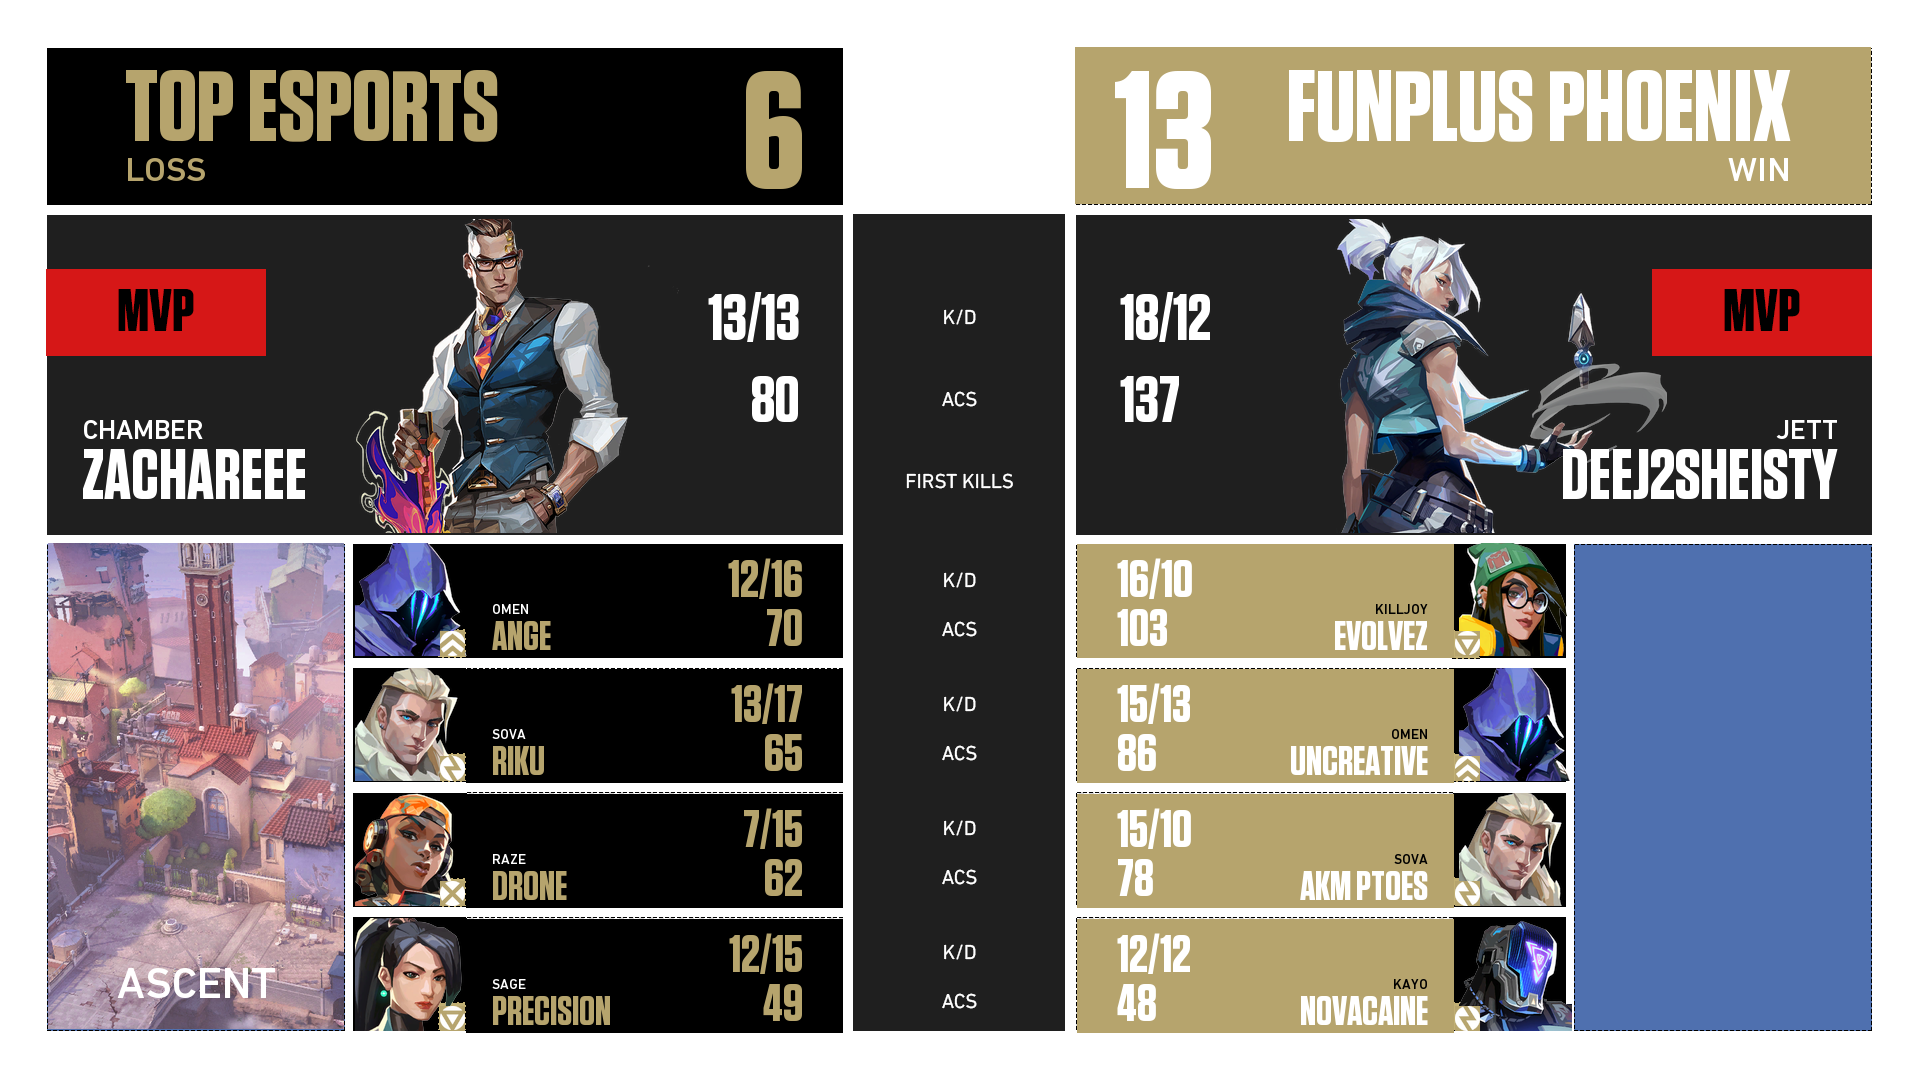 TOP ESPORTS
LOSS
6
13
FUNPLUS PHOENIX
WIN
MVP
CHAMBER
ZACHAREEE
13/13
80
K/D
ACS
FIRST KILLS
18/12
137
MVP
JETT
DEEJ2SHEISTY
ASCENT
OMEN
ANGE
12/16
70
K/D
ACS
16/10
103
KILLJOY
EVOLVEZ
SOVA
RIKU
13/17
65
K/D
ACS
15/13
86
OMEN
UNCREATIVE
RAZE
DRONE
7/15
62
K/D
ACS
15/10
78
SOVA
AKM PTOES
SAGE
PRECISION
12/15
49
K/D
ACS
12/12
48
KAYO
NOVACAINE